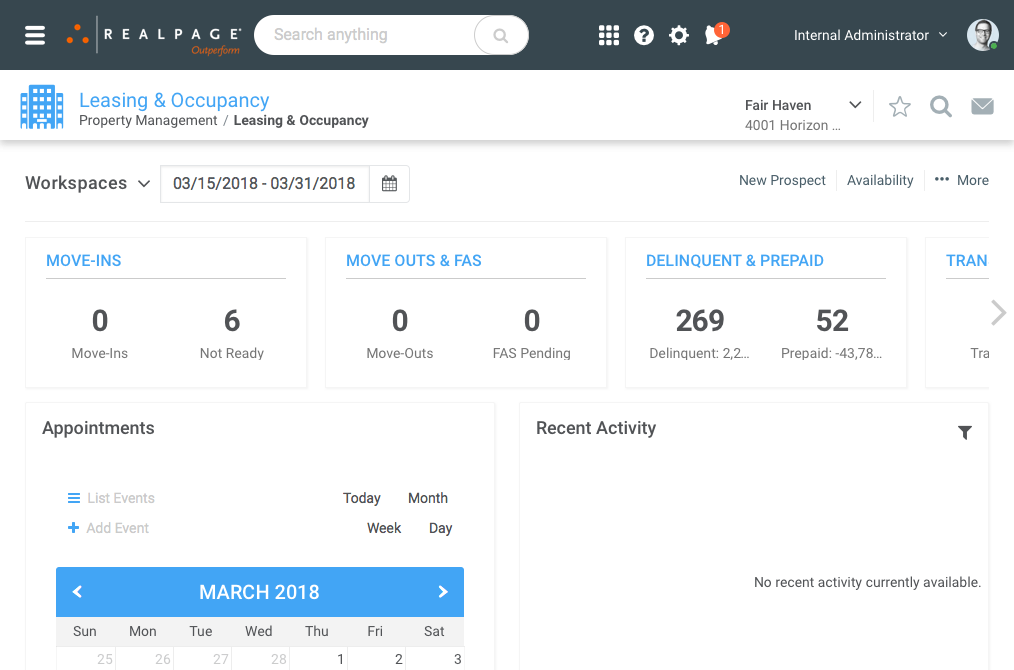 REALPAGE
Outperform
Search anything
1
Internal Administrator
Leasing & Occupancy
Property Management / Leasing & Occupancy
Fair Haven
4001 Horizon ...
Workspaces
03/15/2018 - 03/31/2018
New Prospect
Availability
More
MOVE-INS
0
6
Move-Ins
Not Ready
MOVE OUTS & FAS
0
0
Move-Outs
FAS Pending
DELINQUENT & PREPAID
269
52
Delinquent: 2,2...
Prepaid: -43,78...
TRAN
Tra
Appointments
List Events
Today
Month
Add Event
Week
Day
MARCH 2018
Sun Mon Tue Wed Thu Fri Sat
25 26 27 28 1 2 3
Recent Activity
No recent activity currently available.